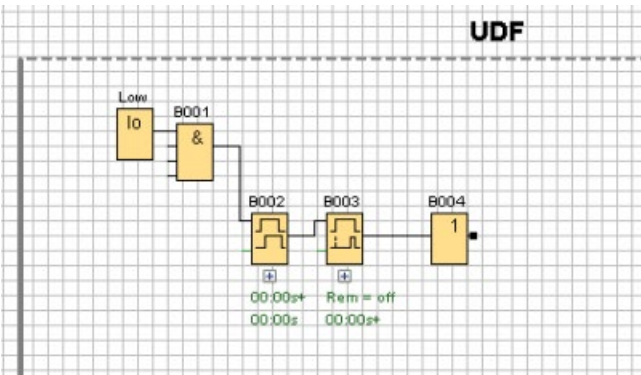 UDF
Low
B001
lo
&
B002
B003
B004
1
00:00s+
Rem = off
00:00s
00:00s+